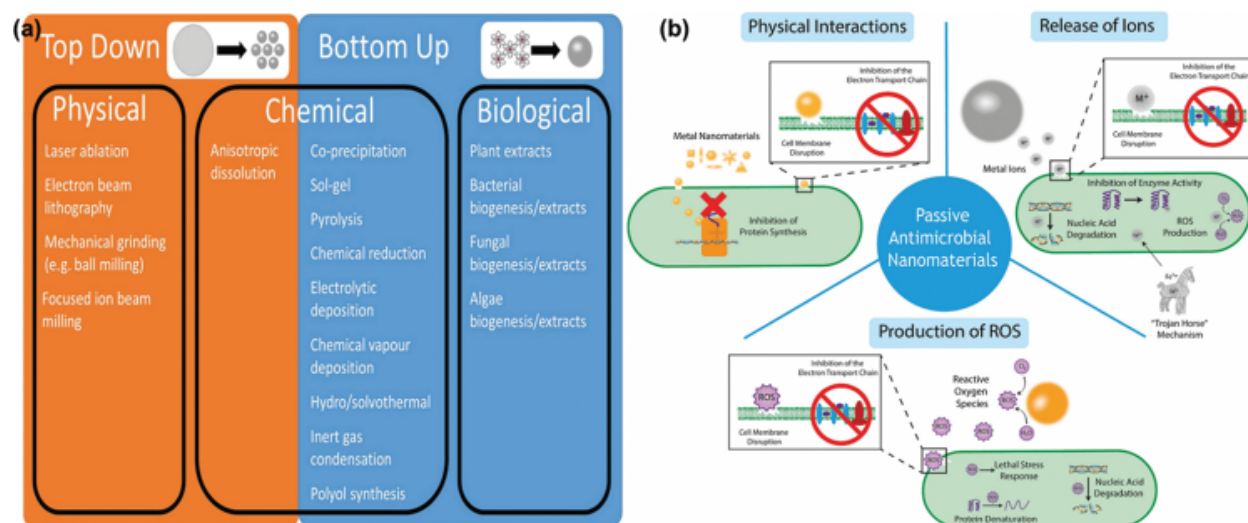 (a)
Top Down
Bottom Up
Physical
Laser ablation
Electron beam
lithography
Mechanical grinding
(e.g. ball milling)
Focused ion beam
milling
Chemical
Anisotropic
dissolution
Co-precipitation
Sol-gel
Pyrolysis
Chemical reduction
Electrolytic
deposition
Chemical vapour
deposition
Hydro/solvothermal
Inert gas
condensation
Polyol synthesis
Biological
Plant extracts
Bacterial
biogenesis/extracts
Fungal
biogenesis/extracts
Algae
biogenesis/extracts
(b)
Physical Interactions
Inhibition of the
Electron Transport Chain
Cell Membrane
Disruption
Metal Nanomaterials
Inhibition of
Protein Synthesis
Release of Ions
Inhibition of the
Electron Transport Chain
M+
Cell Membrane
Disruption
Metal Ions
Inhibition of Enzyme Activity
Nucleic Acid
Degradation
ROS
Production
"Trojan Horse"
Mechanism
Passive
Antimicrobial
Nanomaterials
Production of ROS
Inhibition of the
Electron Transport Chain
ROS
Cell Membrane
Disruption
Reactive
Oxygen
Species
O₂
ROS
H₂O
ROS
ROS
ROS
Lethal Stress
Response
Nucleic Acid
Degradation
Protein Denaturation